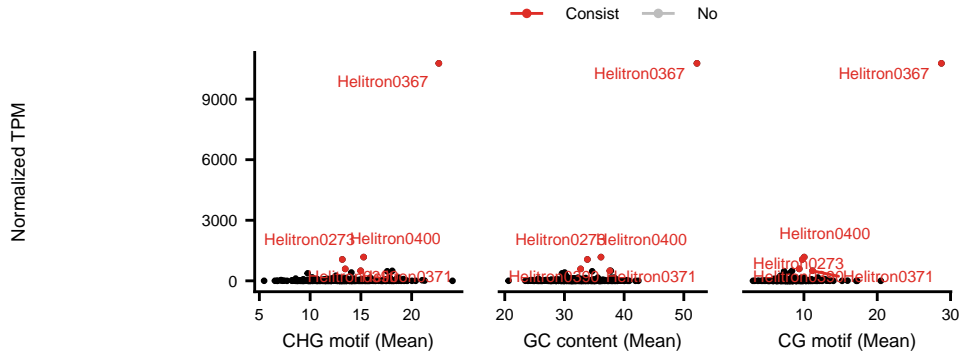 Consist No
Normalized TPM
9000
6000
3000
0
Helitron0367
Helitron0273
Helitron0400
Helitron0371
5 10 15 20
CHG motif (Mean)
Helitron0367
Helitron0273
Helitron0400
Helitron0371
20 30 40 50
GC content (Mean)
Helitron0367
Helitron0400
Helitron0273
Helitron0371
10 20 30
CG motif (Mean)